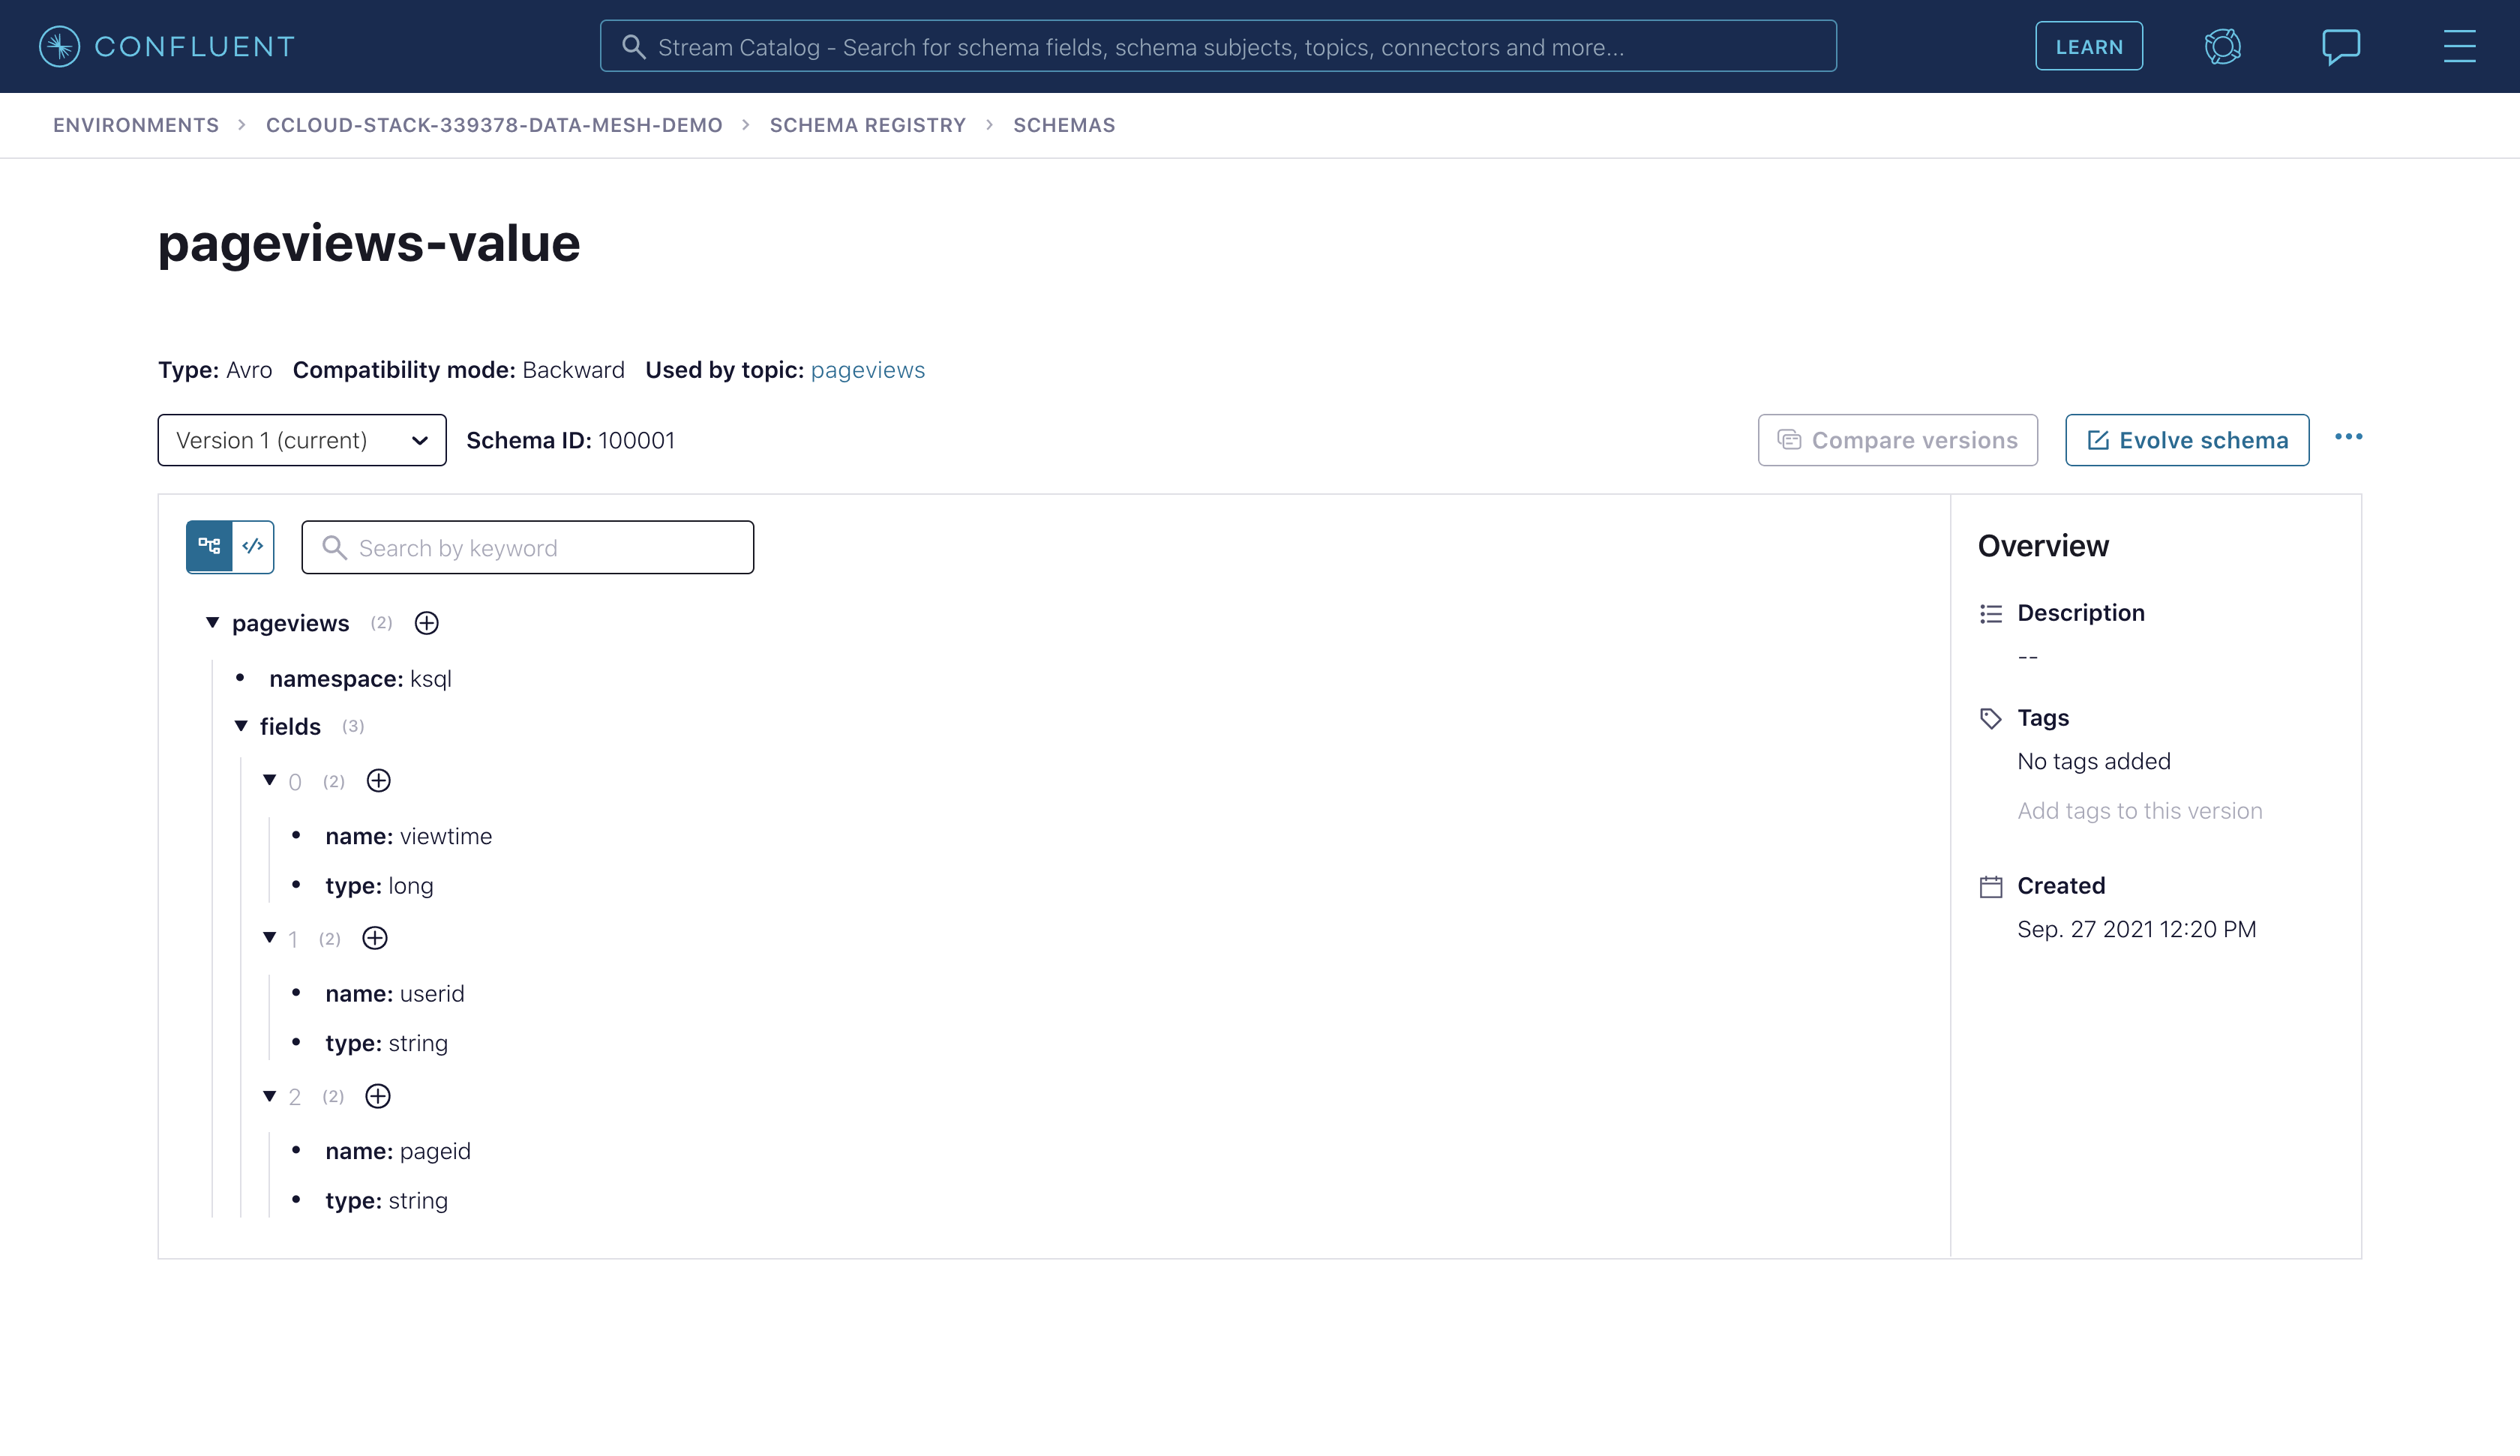 CONFLUENT
Stream Catalog - Search for schema fields, schema subjects, topics, connectors and more...
LEARN
ENVIRONMENTS > CCLOUD-STACK-339378-DATA-MESH-DEMO > SCHEMA REGISTRY > SCHEMAS
pageviews-value
Type: Avro Compatibility mode: Backward Used by topic: pageviews
Version 1 (current)
Schema ID: 100001
Compare versions
Evolve schema
</>
Search by keyword
pageviews (2)
namespace: ksql
fields (3)
0 (2)
name: viewtime
type: long
1 (2)
name: userid
type: string
2 (2)
name: pageid
type: string
Overview
Description
--
Tags
No tags added
Add tags to this version
Created
Sep. 27 2021 12:20 PM